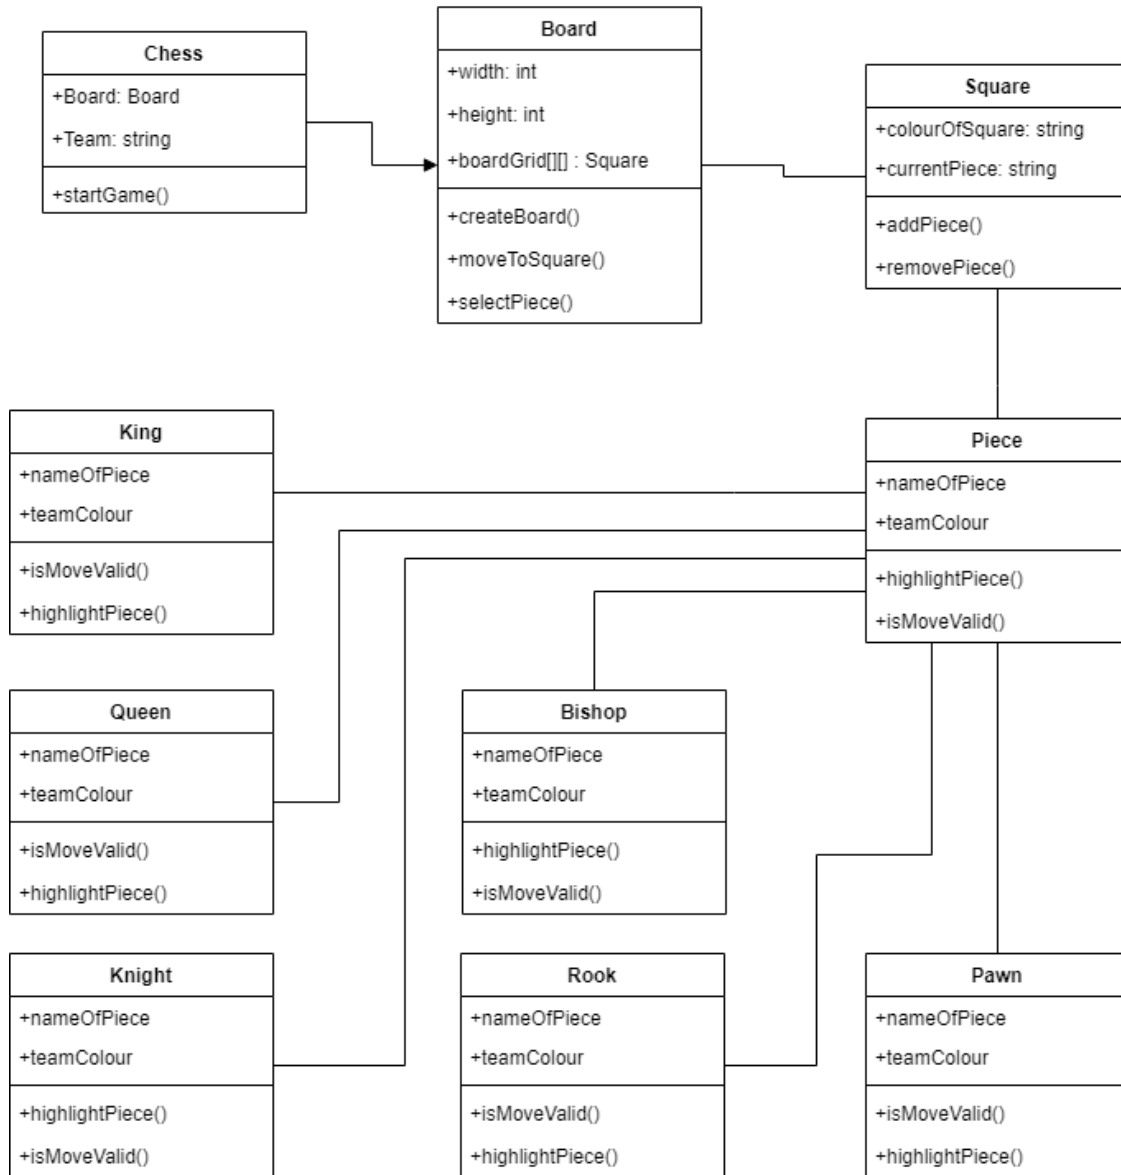 Chess
+Board: Board
+Team: string
+startGame()
Board
+width: int
+height: int
+boardGrid[][] : Square
+createBoard()
+moveToSquare()
+selectPiece()
Square
+colourOfSquare: string
+currentPiece: string
+addPiece()
+removePiece()
King
+nameOfPiece
+teamColour
+isMoveValid()
+highlightPiece()
Piece
+nameOfPiece
+teamColour
+highlightPiece()
+isMoveValid()
Queen
+nameOfPiece
+teamColour
+isMoveValid()
+highlightPiece()
Bishop
+nameOfPiece
+teamColour
+highlightPiece()
+isMoveValid()
Knight
+nameOfPiece
+teamColour
+highlightPiece()
+isMoveValid()
Rook
+nameOfPiece
+teamColour
+isMoveValid()
+highlightPiece()
Pawn
+nameOfPiece
+teamColour
+isMoveValid()
+highlightPiece()